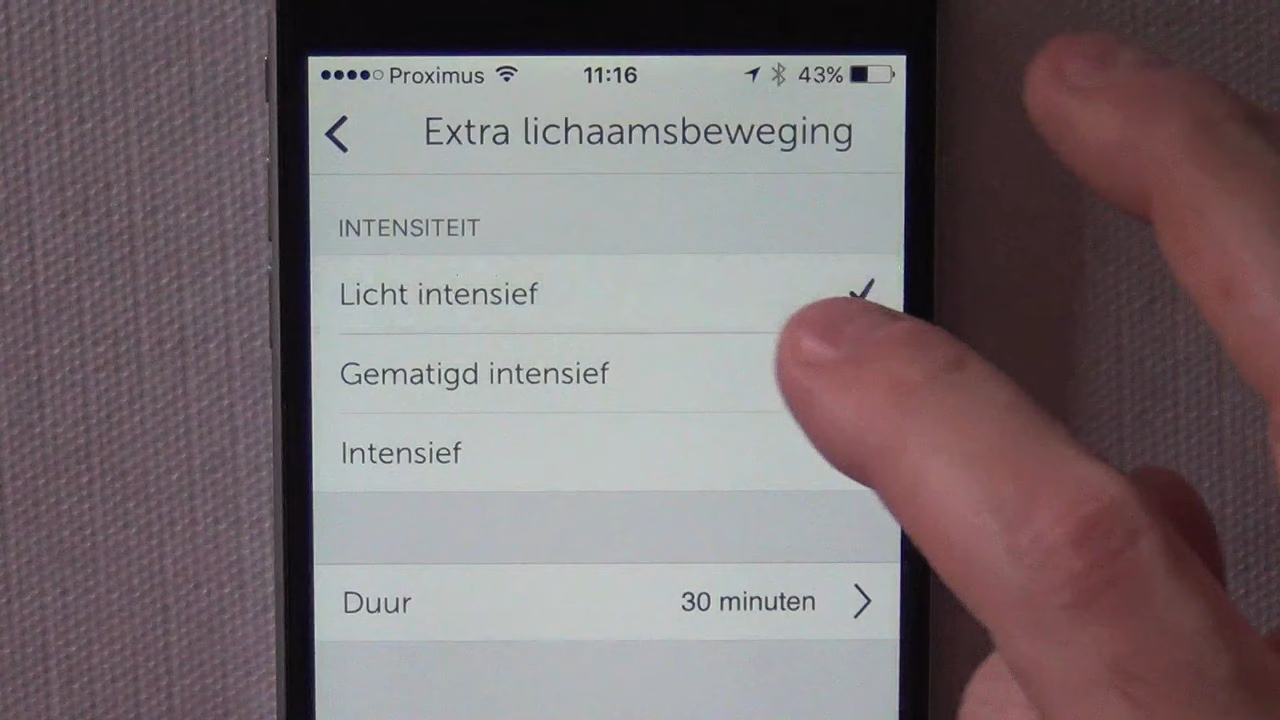 Proximus 11:16 43%
Extra lichaamsbeweging
INTENSITEIT
Licht intensief
Gematigd intensief
Intensief
Duur 30 minuten